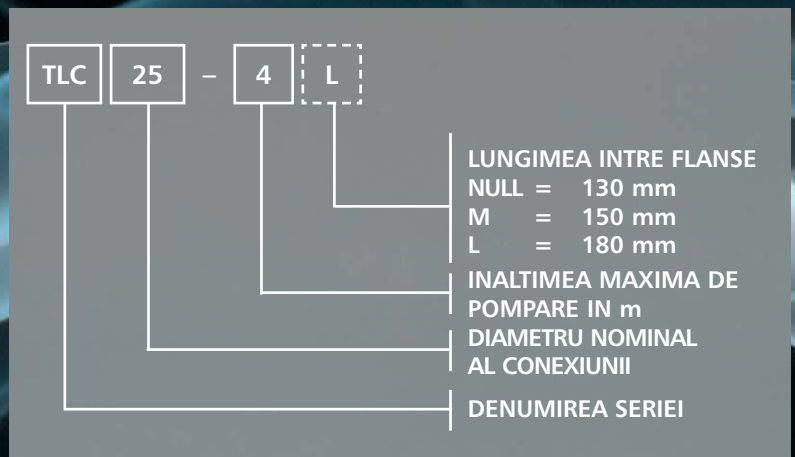 TLC 25 – 4 L
LUNGIMEA INTRE FLANSE
NULL = 130 mm
M = 150 mm
L = 180 mm
INALTIMEA MAXIMA DE
POMPARE IN m
DIAMETRU NOMINAL
AL CONEXIUNII
DENUMIREA SERIEI